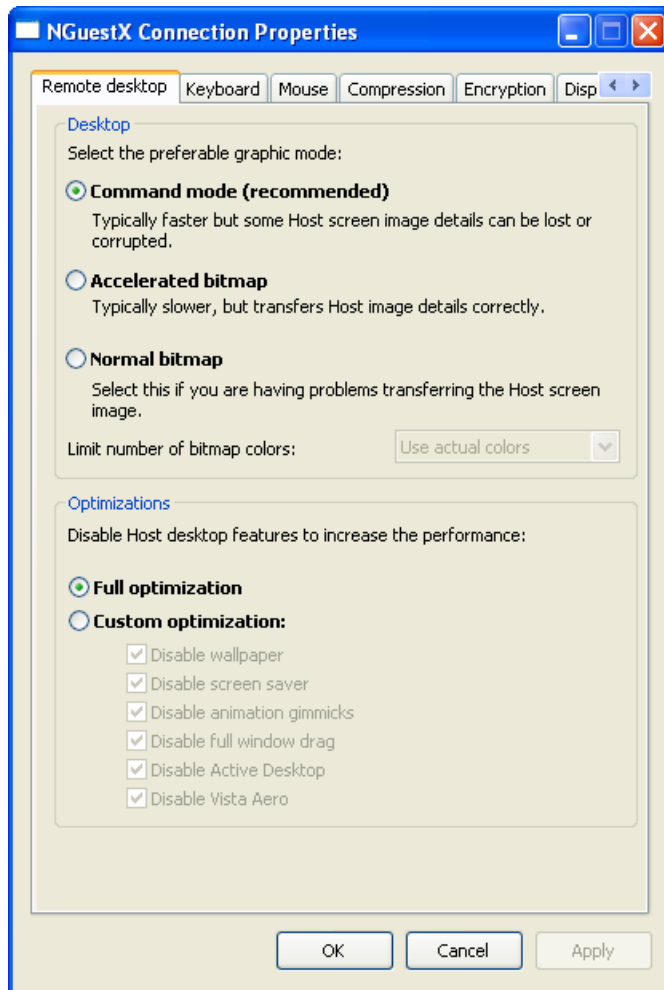 NGuestX Connection Properties
Remote desktop Keyboard Mouse Compression Encryption Disp
Desktop
Select the preferable graphic mode:
Command mode (recommended)
Typically faster but some Host screen image details can be lost or
corrupted.
Accelerated bitmap
Typically slower, but transfers Host image details correctly.
Normal bitmap
Select this if you are having problems transferring the Host screen
image.
Limit number of bitmap colors: Use actual colors
Optimizations
Disable Host desktop features to increase the performance:
Full optimization
Custom optimization:
Disable wallpaper
Disable screen saver
Disable animation gimmicks
Disable full window drag
Disable Active Desktop
Disable Vista Aero
OK Cancel Apply